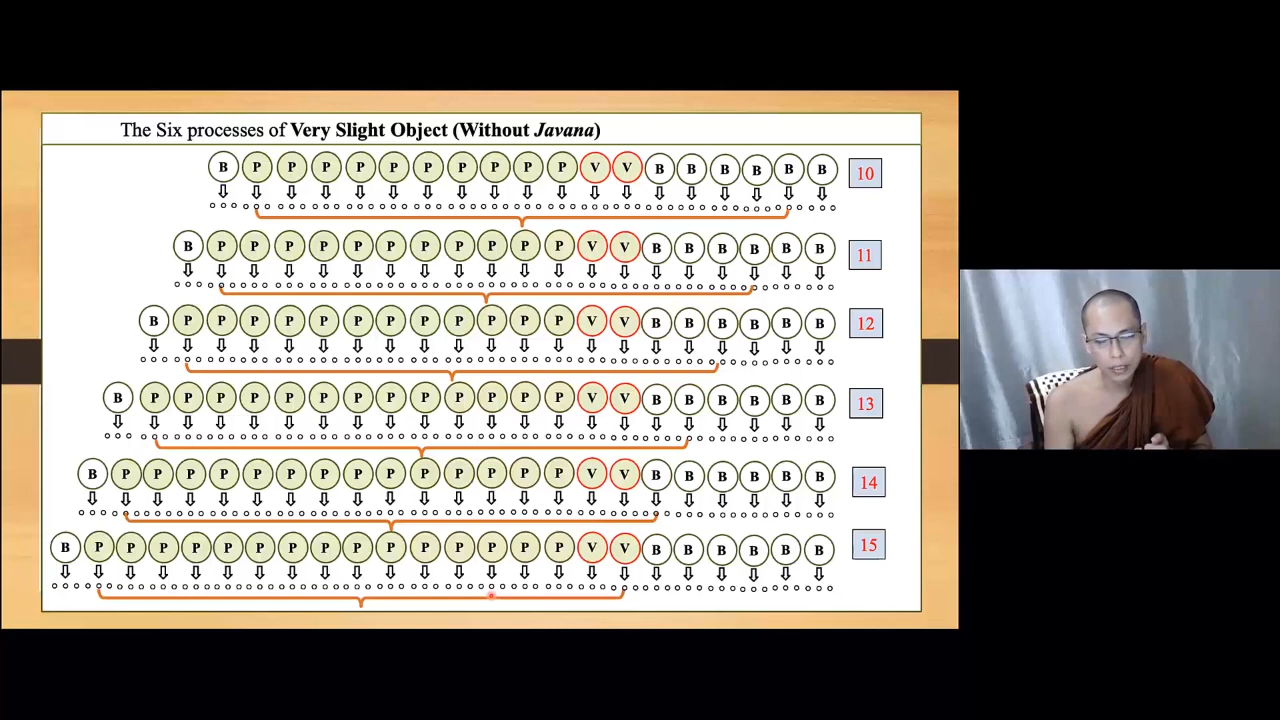 The Six processes of Very Slight Object (Without Javana)
B P P P P P P P P P P V V B B B B B B 10
B P P P P P P P P P P P V V B B B B B B 11
B P P P P P P P P P P P P V V B B B B B B 12
B P P P P P P P P P P P P P V V B B B B B B 13
B P P P P P P P P P P P P P P V V B B B B B B 14
B P P P P P P P P P P P P P P P V V B B B B B B 15